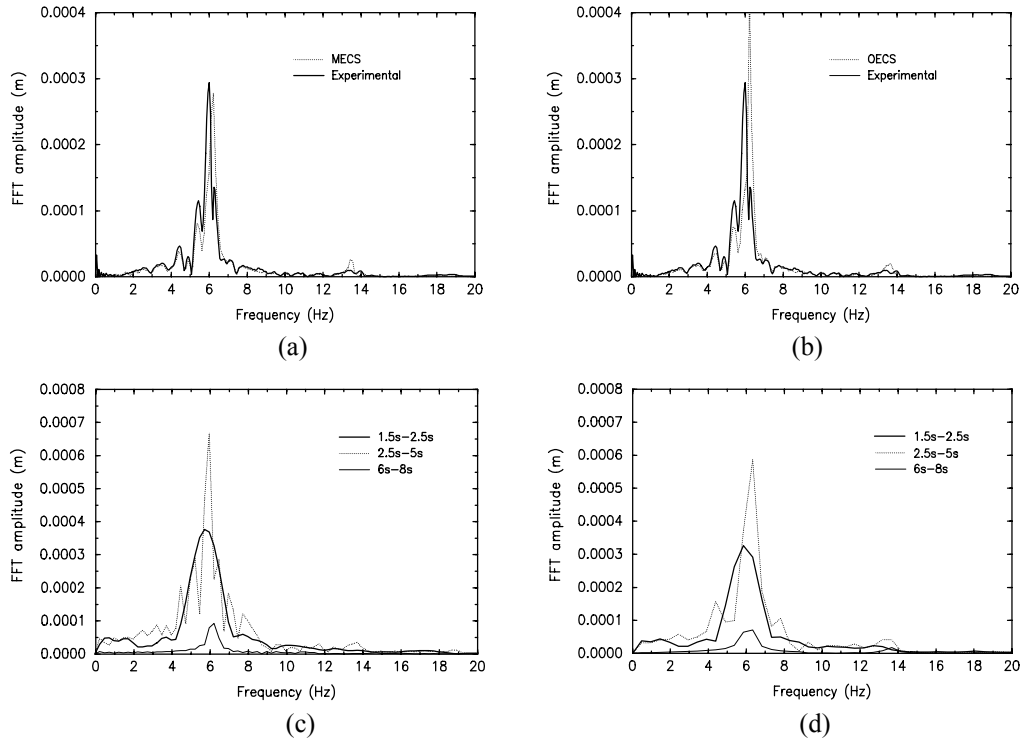 0.0004
0.0003
0.0002
0.0001
0.0000
FFT amplitude (m)
MECS
Experimental
0 2 4 6 8 10 12 14 16 18 20
Frequency (Hz)
(a)
0.0004
0.0003
0.0002
0.0001
0.0000
FFT amplitude (m)
OECS
Experimental
0 2 4 6 8 10 12 14 16 18 20
Frequency (Hz)
(b)
0.0008
0.0007
0.0006
0.0005
0.0004
0.0003
0.0002
0.0001
0.0000
FFT amplitude (m)
1.5s-2.5s
2.5s-5s
6s-8s
0 2 4 6 8 10 12 14 16 18 20
Frequency (Hz)
(c)
0.0008
0.0007
0.0006
0.0005
0.0004
0.0003
0.0002
0.0001
0.0000
FFT amplitude (m)
1.5s-2.5s
2.5s-5s
6s-8s
0 2 4 6 8 10 12 14 16 18 20
Frequency (Hz)
(d)